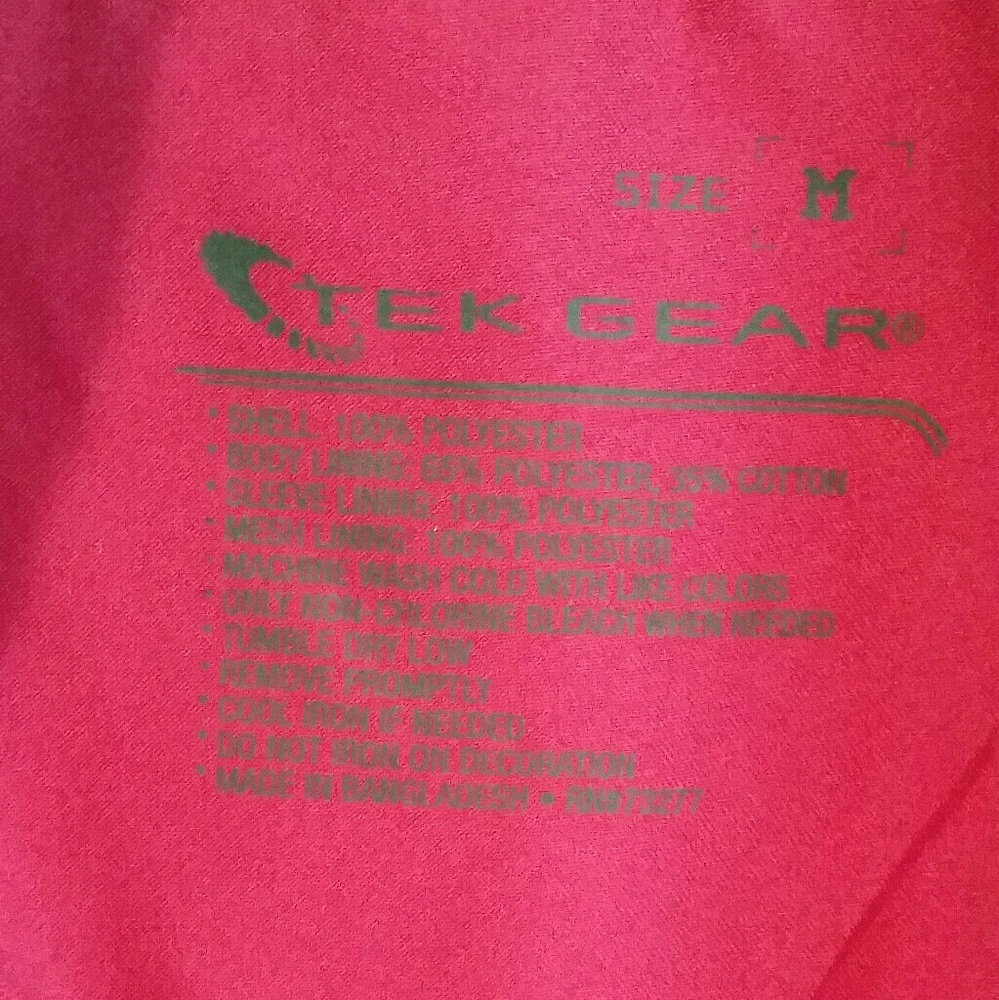 SIZE M
TEK GEAR®
• SHELL: 100% POLYESTER
• BODY LINING: 65% POLYESTER, 35% COTTON
• SLEEVE LINING: 100% POLYESTER
• MESH LINING: 100% POLYESTER
MACHINE WASH COLD WITH LIKE COLORS
• ONLY NON-CHLORINE BLEACH WHEN NEEDED
• TUMBLE DRY LOW
• REMOVE PROMPTLY
• COOL IRON IF NEEDED
• DO NOT IRON ON DECORATION
• MADE IN BANGLADESH • RN#73277